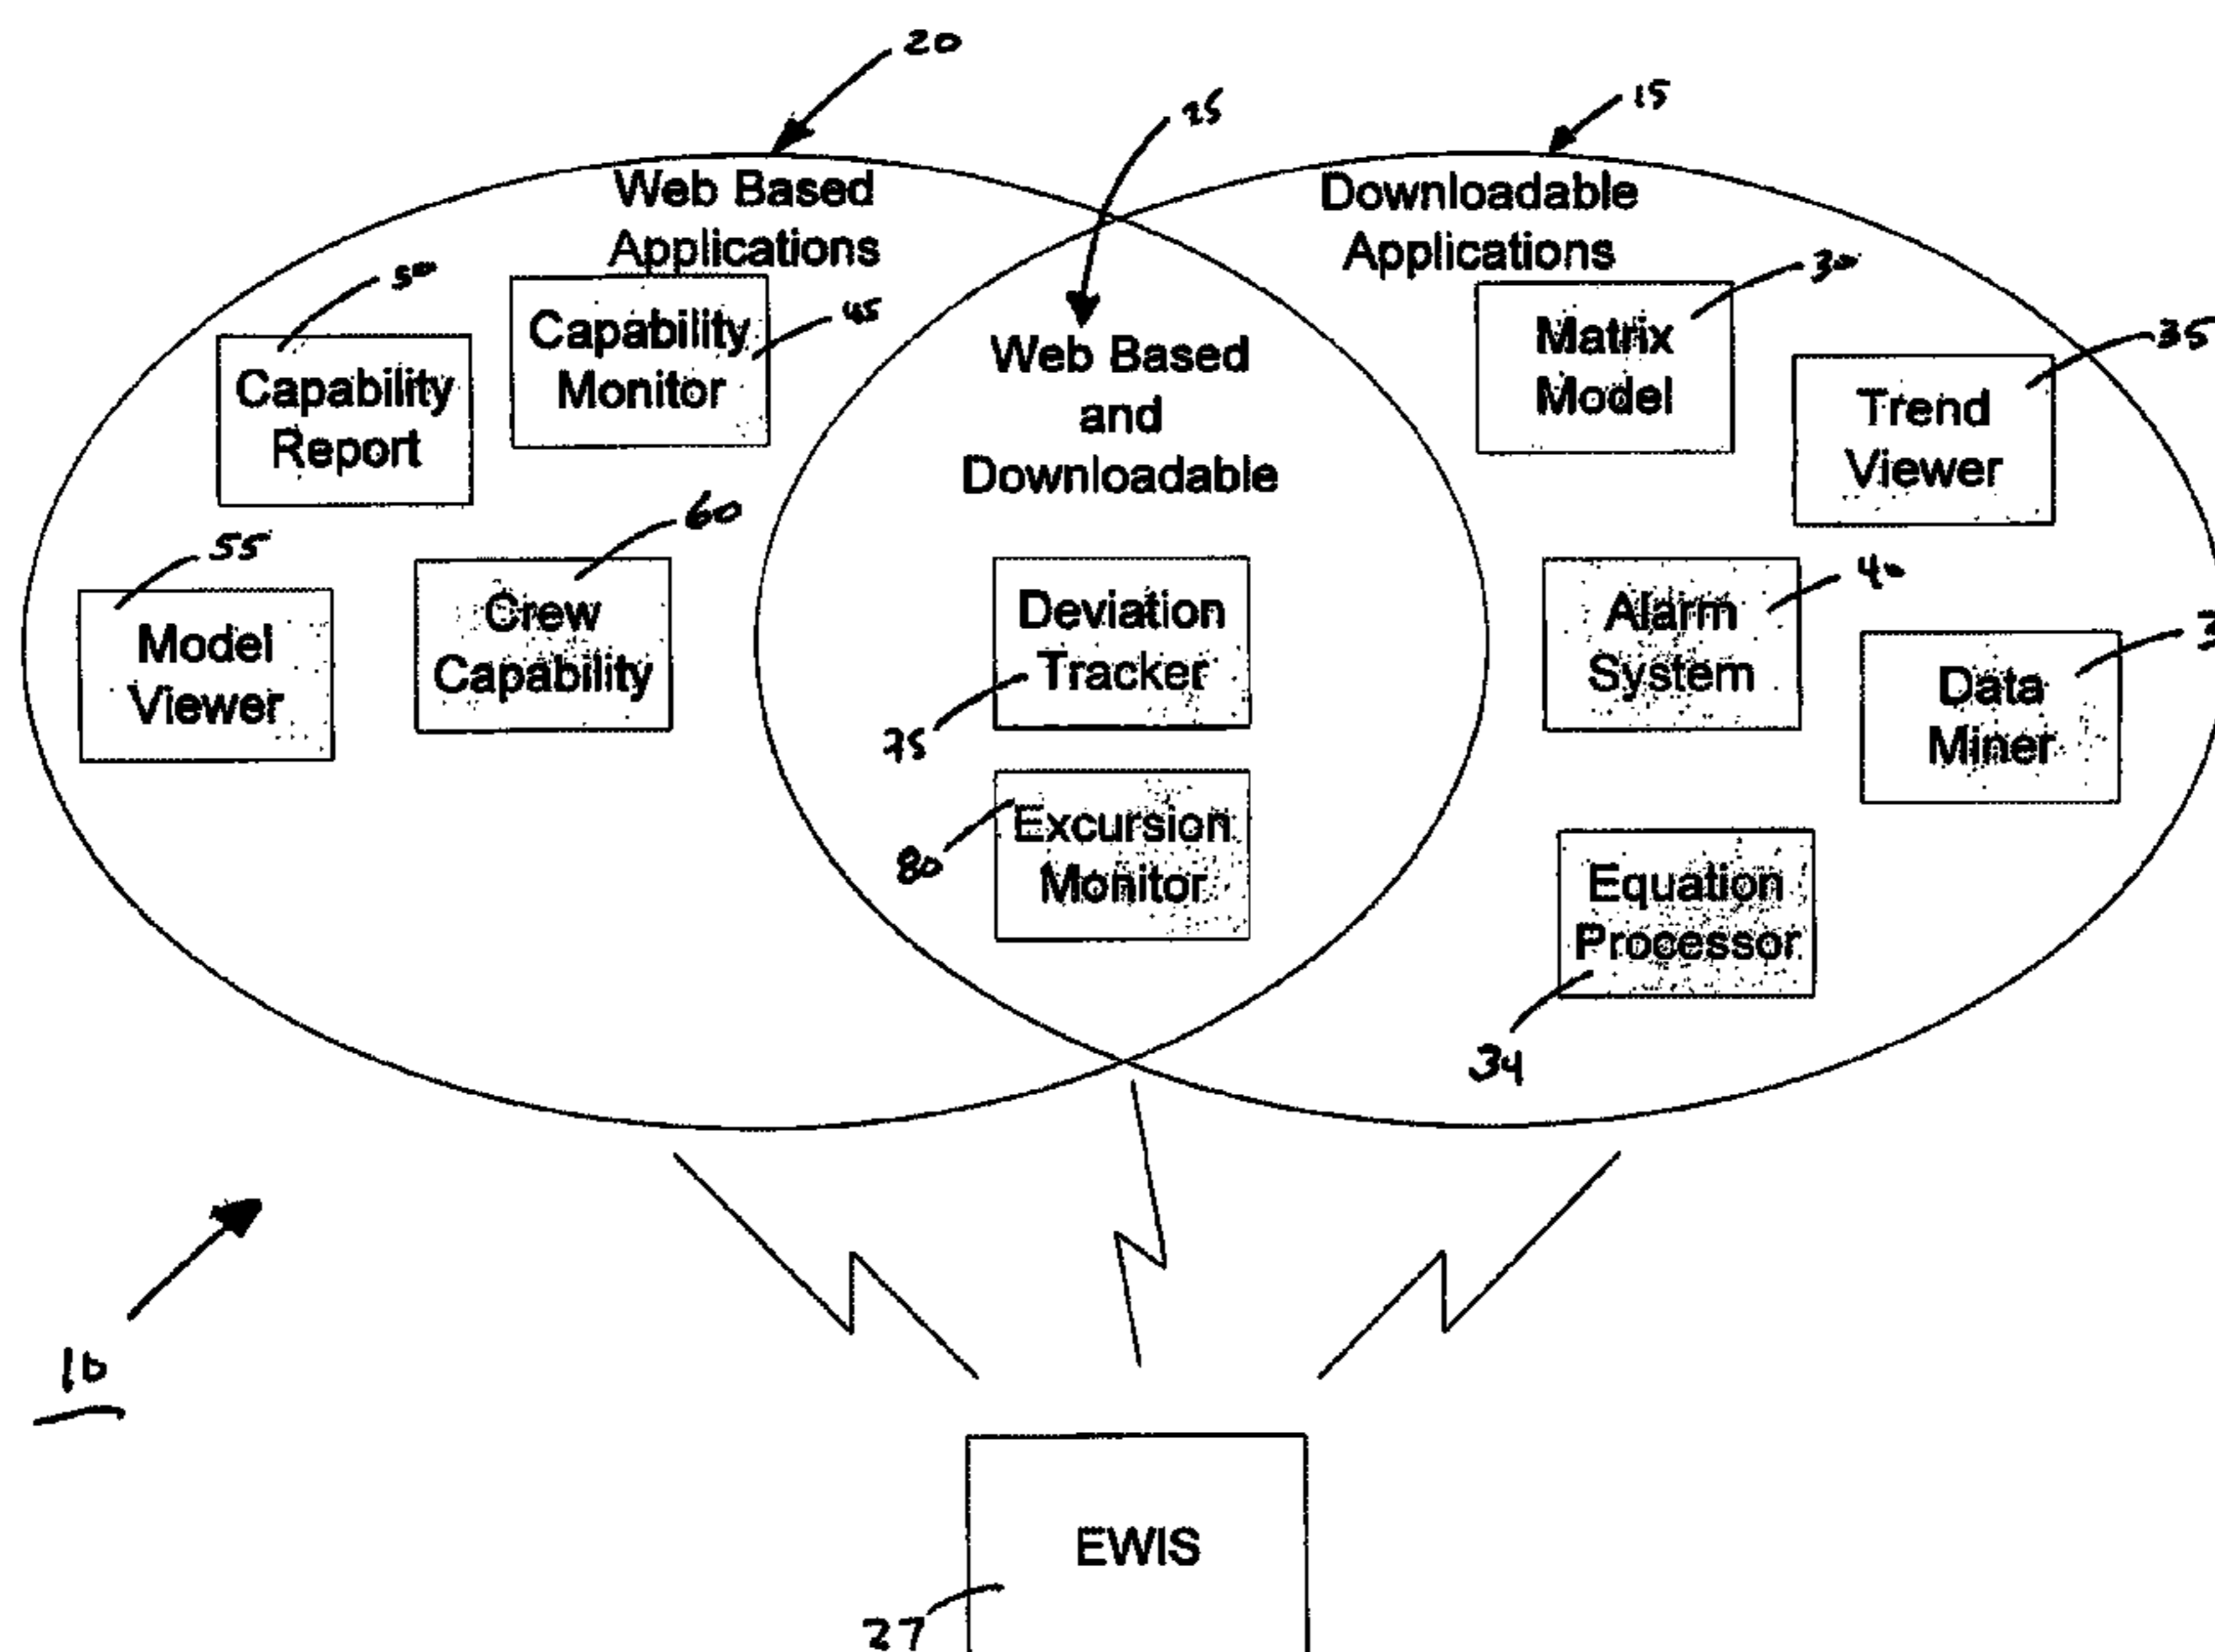 20
15
25
Web Based
Applications
Downloadable
Applications
50
Capability
Monitor
45
30
Matrix
Model
35
Capability
Report
Web Based
and
Downloadable
Trend
Viewer
55
60
40
Model
Viewer
Crew
Capability
Deviation
Tracker
75
Alarm
System
Data
Miner
80
Excursion
Monitor
Equation
Processor
34
10
EWIS
27